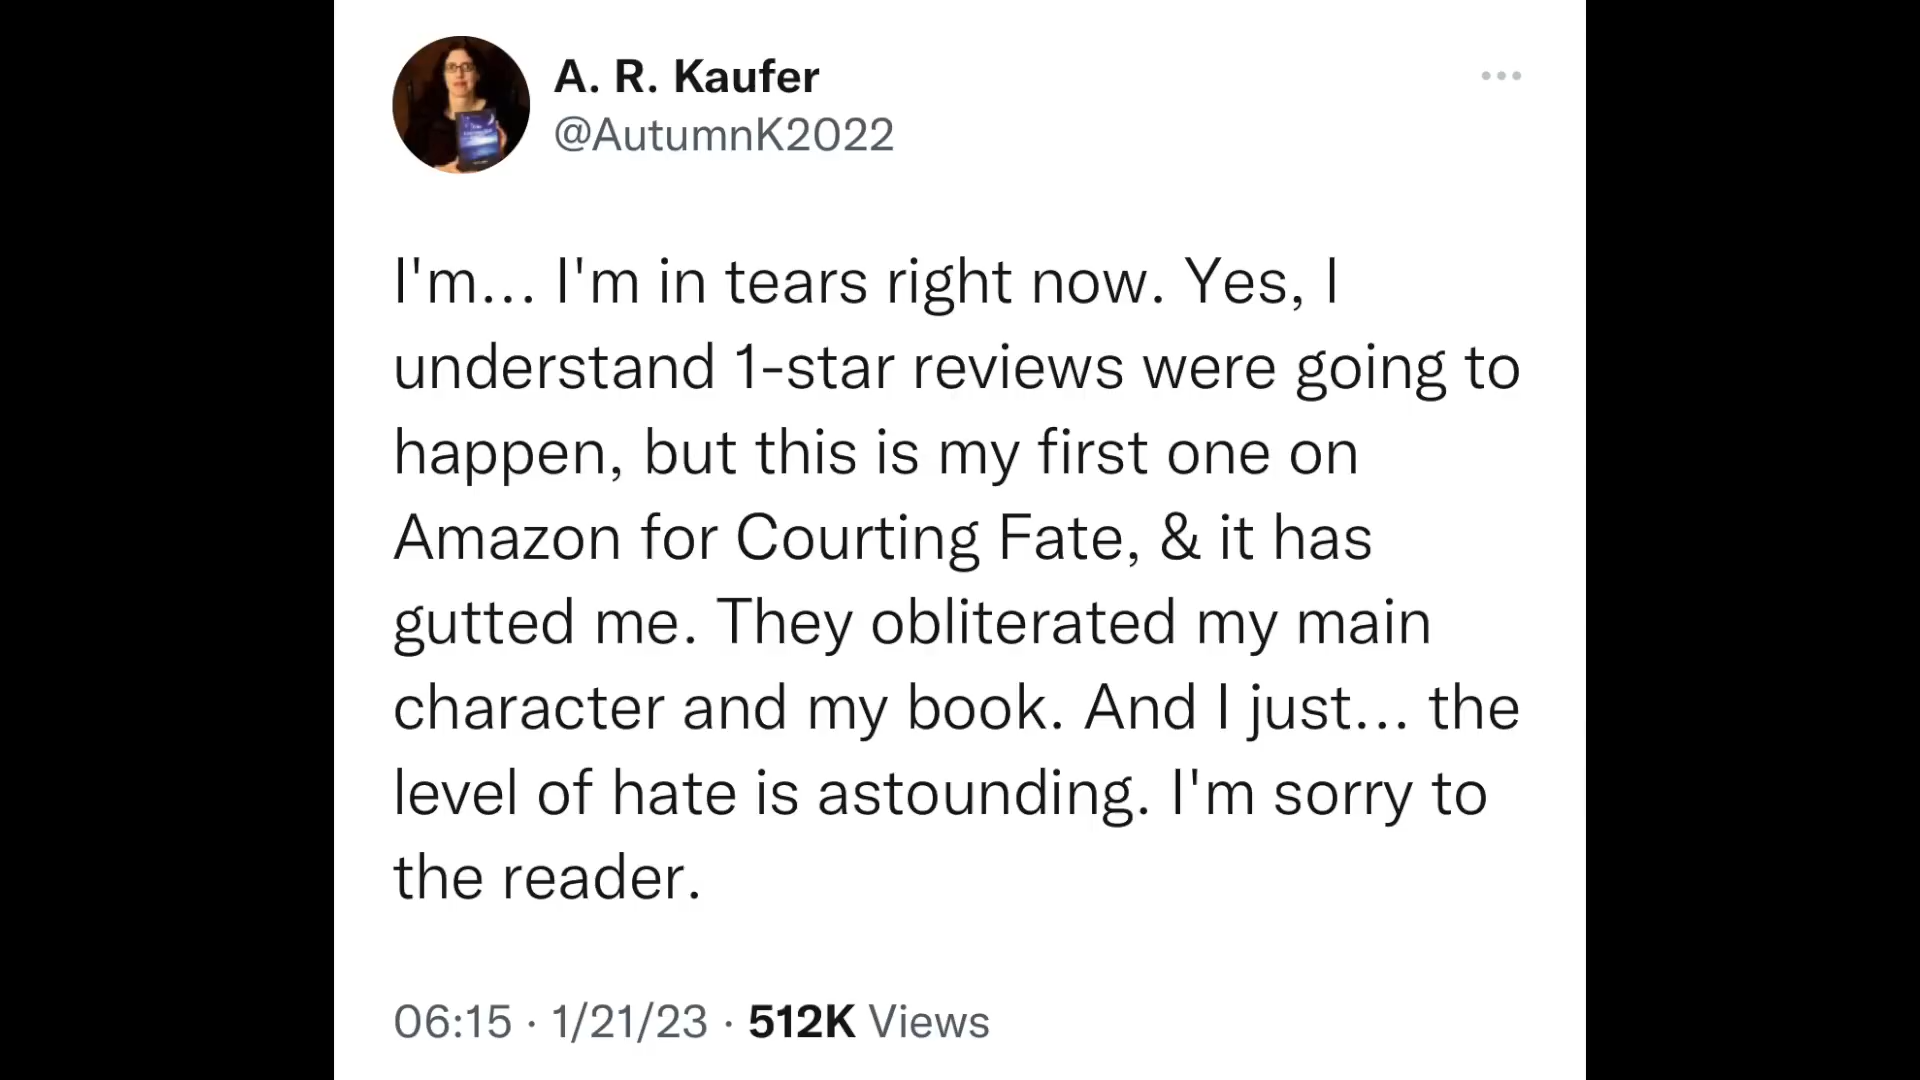 A. R. Kaufer
@AutumnK2022
I'm... I'm in tears right now. Yes, I
understand 1-star reviews were going to
happen, but this is my first one on
Amazon for Courting Fate, & it has
gutted me. They obliterated my main
character and my book. And I just... the
level of hate is astounding. I'm sorry to
the reader.
06:15 · 1/21/23 · 512K Views